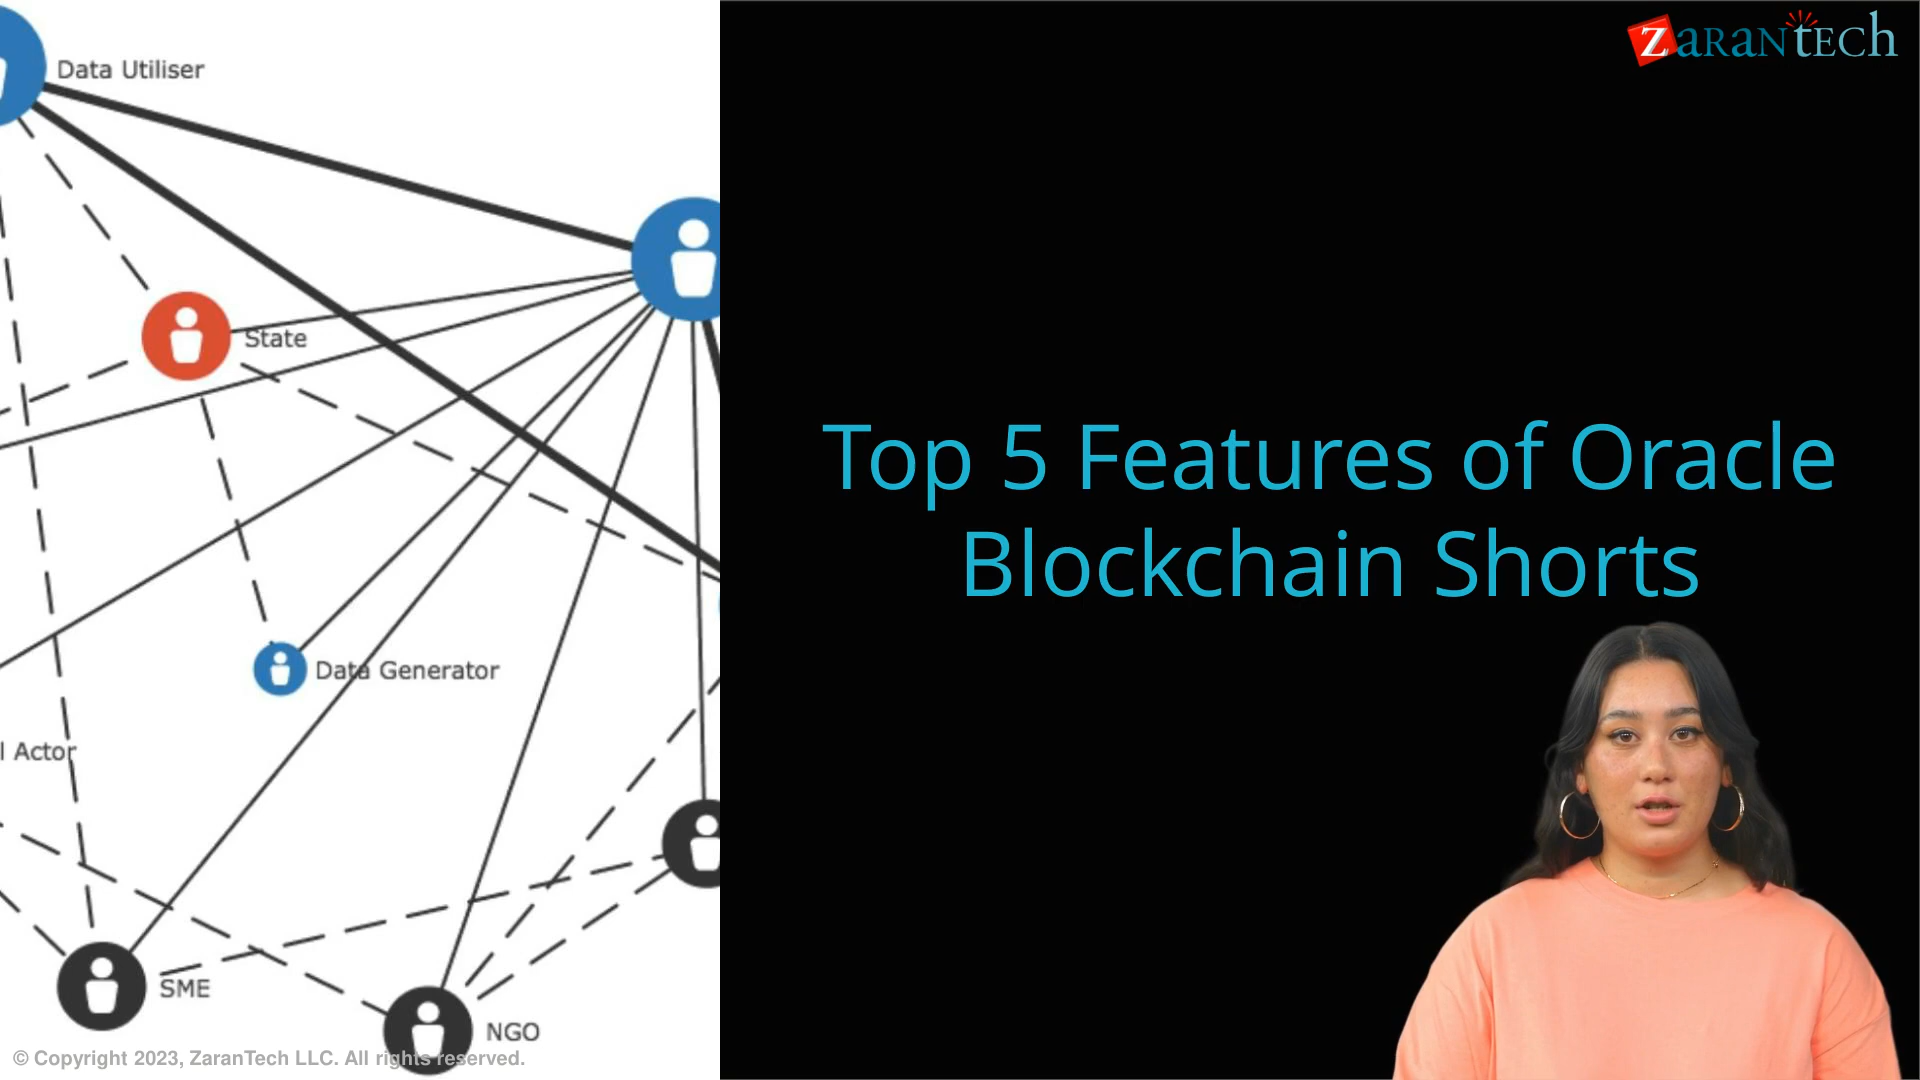 Data Utiliser
State
Data Generator
l Actor
SME
NGO
© Copyright 2023, ZaranTech LLC. All rights reserved.
ZaranTech
Top 5 Features of Oracle
Blockchain Shorts